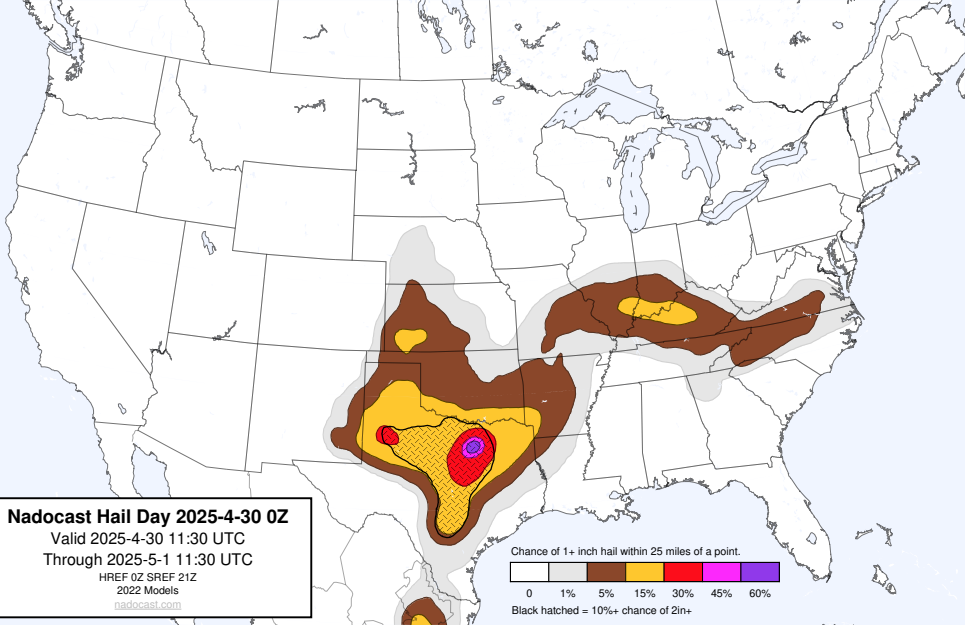 Nadocast Hail Day 2025-4-30 0Z
Valid 2025-4-30 11:30 UTC
Through 2025-5-1 11:30 UTC
HREF 0Z SREF 21Z
2022 Models
nadocast.com
Chance of 1+ inch hail within 25 miles of a point.
0 1% 5% 15% 30% 45% 60%
Black hatched = 10%+ chance of 2in+